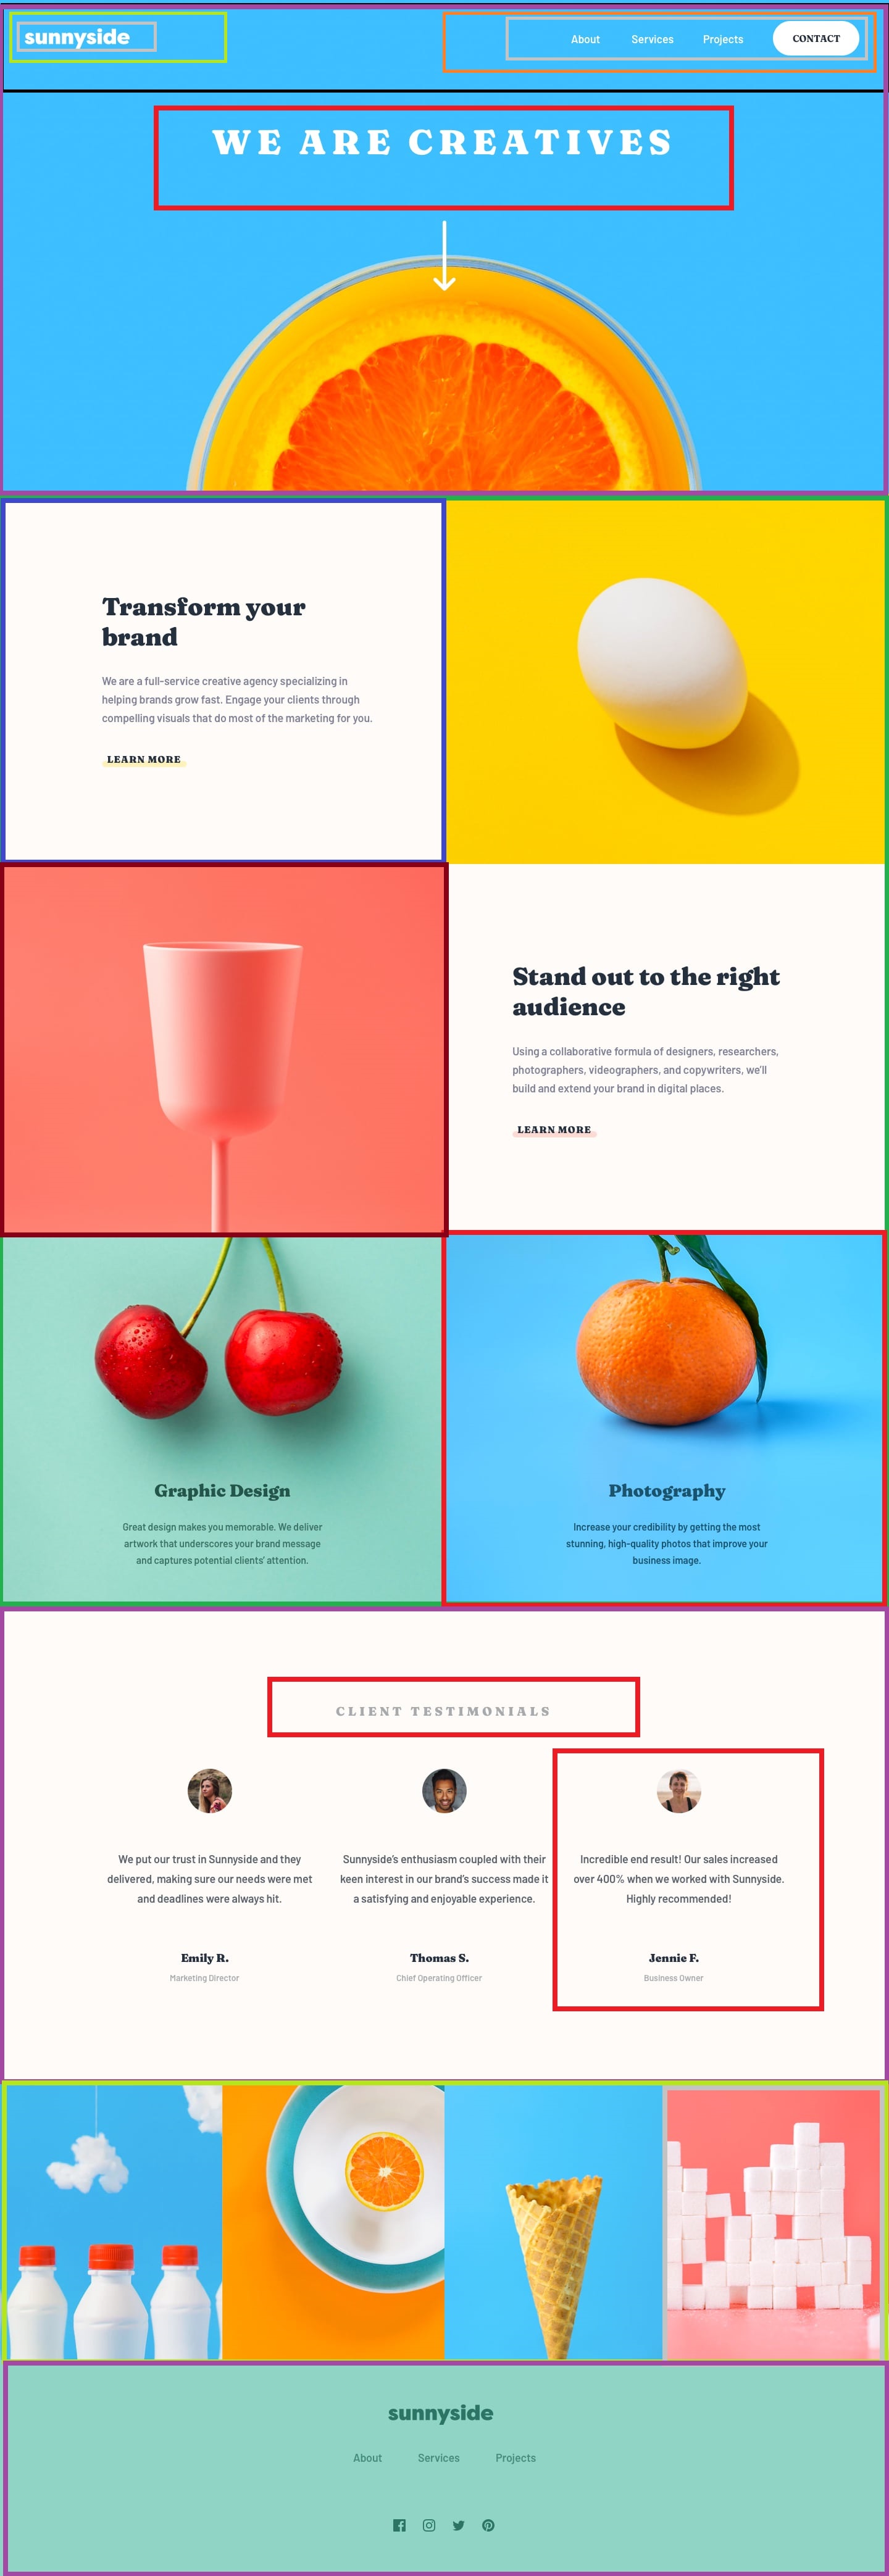 sunnyside
About Services Projects CONTACT
WE ARE CREATIVES
Transform your
brand
We are a full-service creative agency specializing in
helping brands grow fast. Engage your clients through
compelling visuals that do most of the marketing for you.
LEARN MORE
Stand out to the right
audience
Using a collaborative formula of designers, researchers,
photographers, videographers, and copywriters, we'll
build and extend your brand in digital places.
LEARN MORE
Graphic Design
Great design makes you memorable. We deliver
artwork that underscores your brand message
and captures potential clients' attention.
Photography
Increase your credibility by getting the most
stunning, high-quality photos that improve your
business image.
CLIENT TESTIMONIALS
We put our trust in Sunnyside and they
delivered, making sure our needs were met
and deadlines were always hit.
Emily R.
Marketing Director
Sunnyside's enthusiasm coupled with their
keen interest in our brand's success made it
a satisfying and enjoyable experience.
Thomas S.
Chief Operating Officer
Incredible end result! Our sales increased
over 400% when we worked with Sunnyside.
Highly recommended!
Jennie F.
Business Owner
sunnyside
About Services Projects